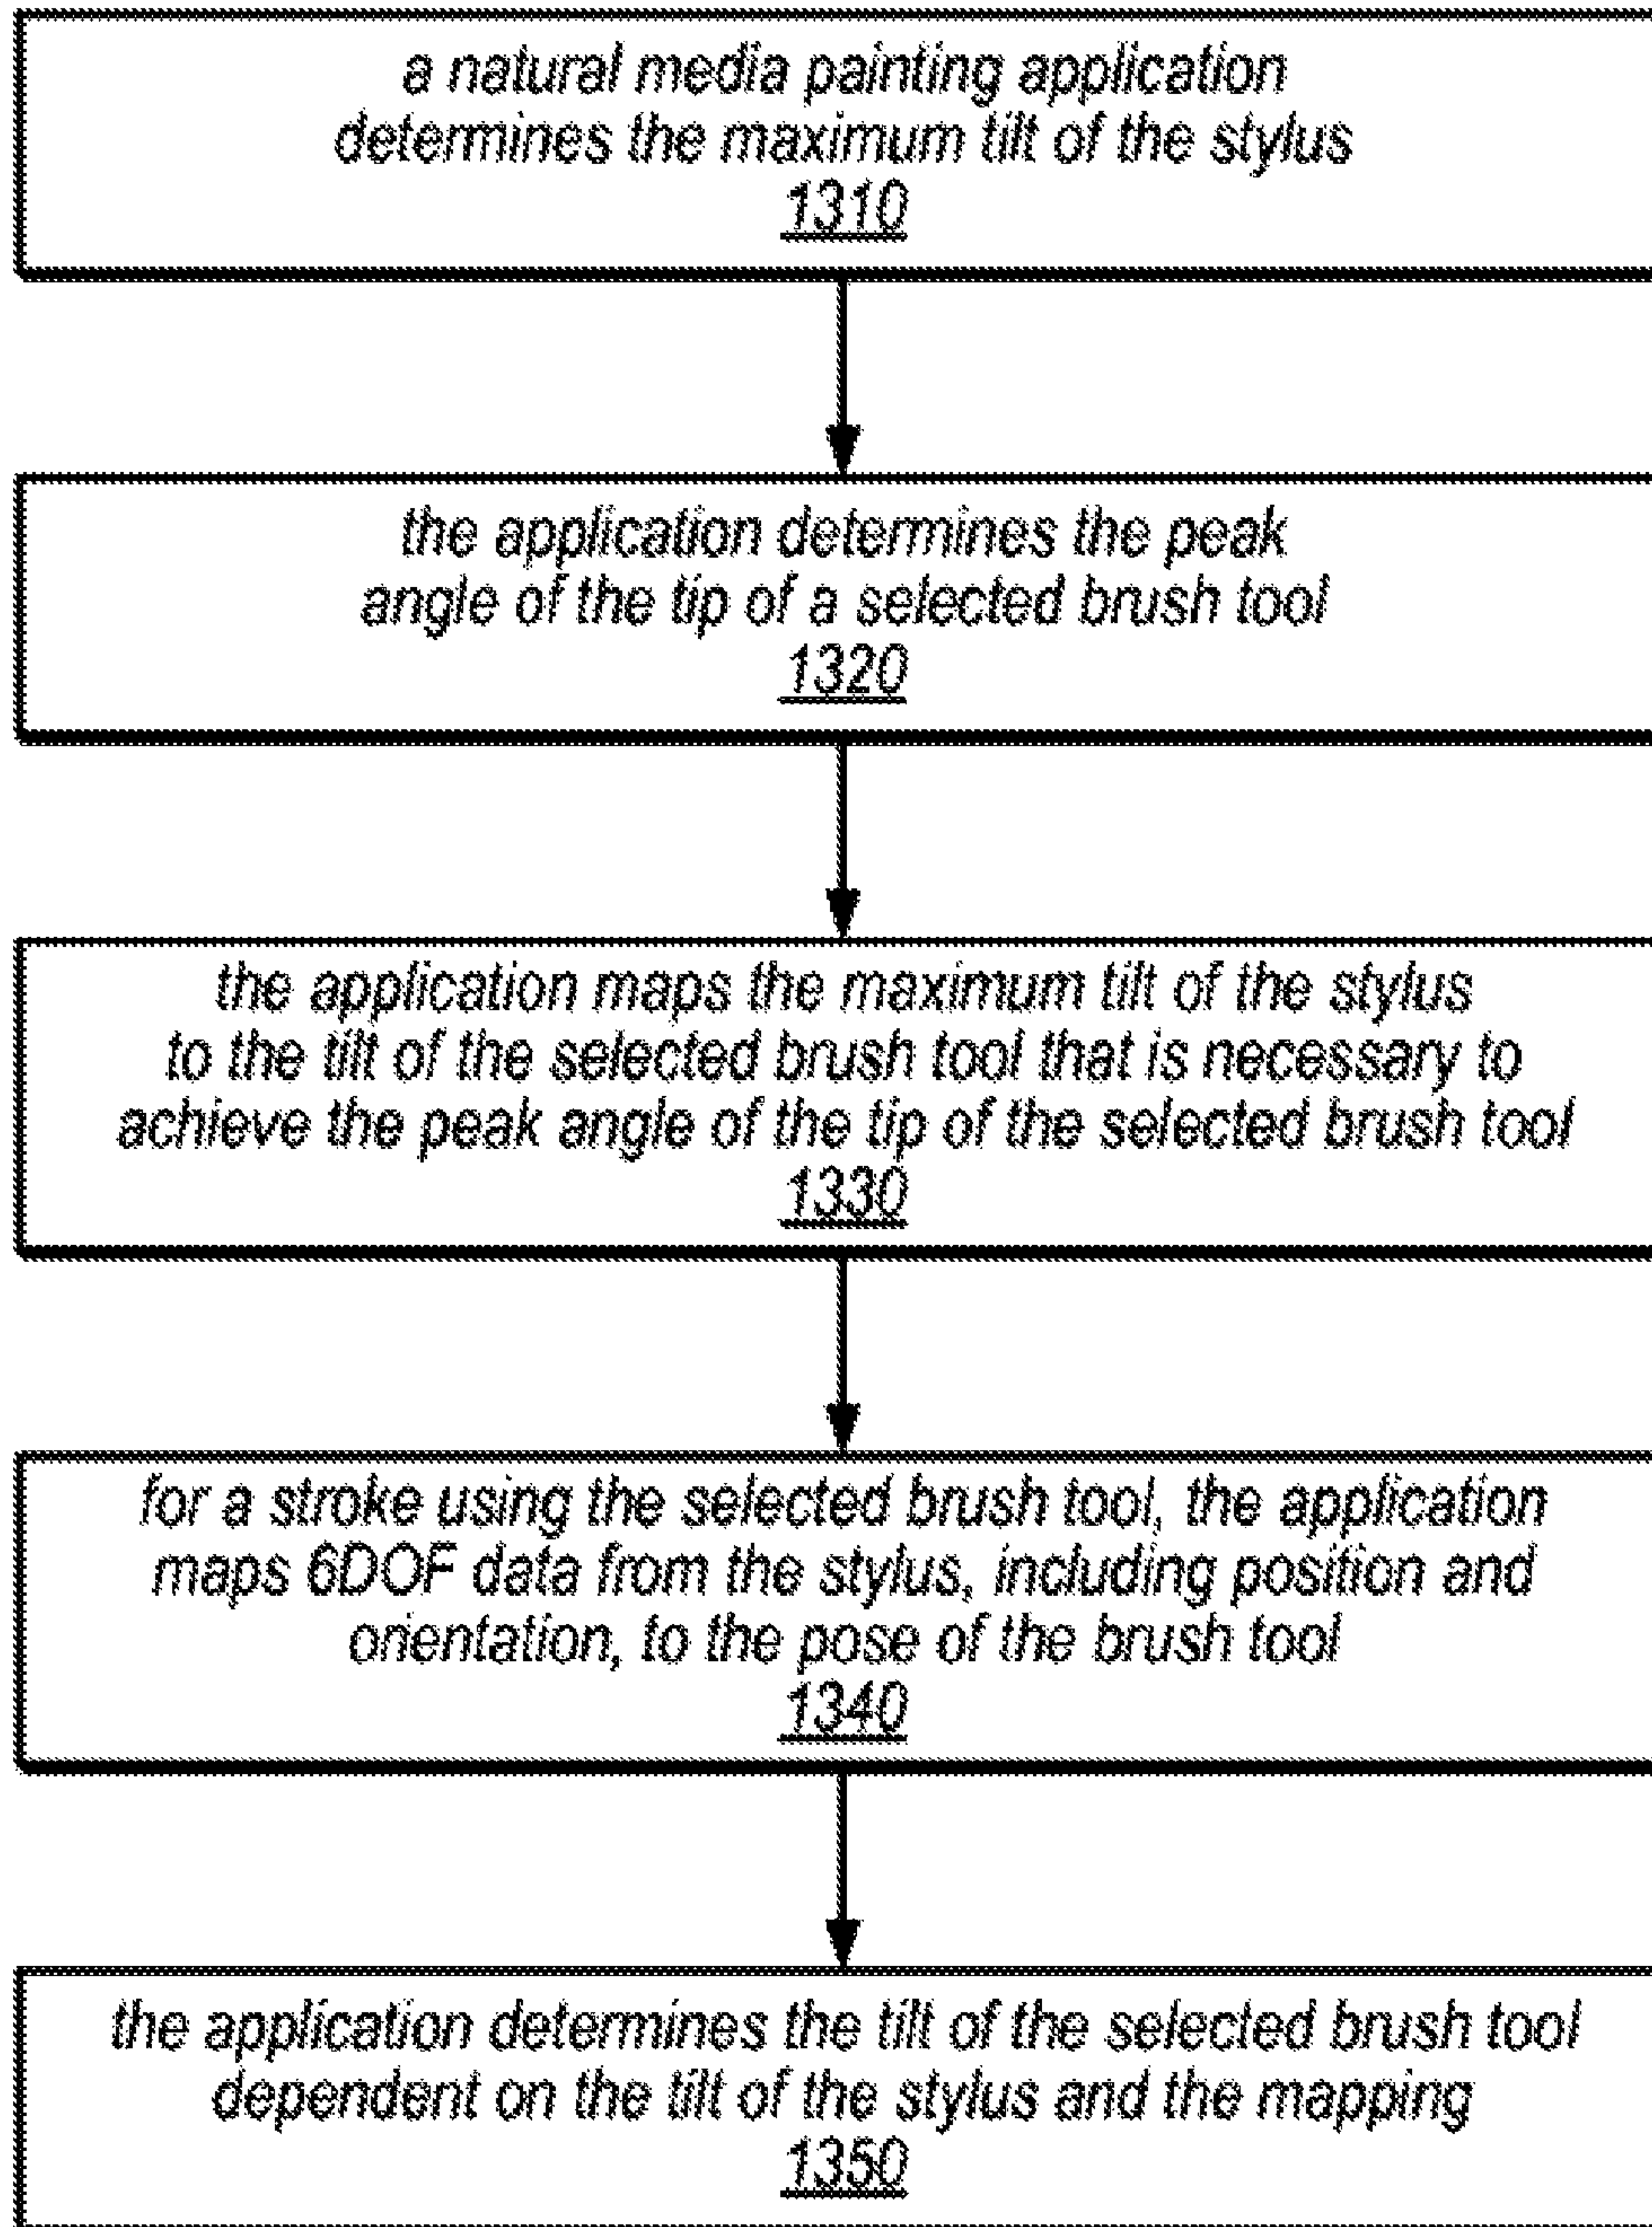 a natural media painting application
determines the maximum tilt of the stylus
1310
the application determines the peak
angle of the tip of a selected brush tool
1320
the application maps the maximum tilt of the stylus
to the tilt of the selected brush tool that is necessary to
achieve the peak angle of the tip of the selected brush tool
1330
for a stroke using the selected brush tool, the application
maps 6DOF data from the stylus, including position and
orientation, to the pose of the brush tool
1340
the application determines the tilt of the selected brush tool
dependent on the tilt of the stylus and the mapping
1350